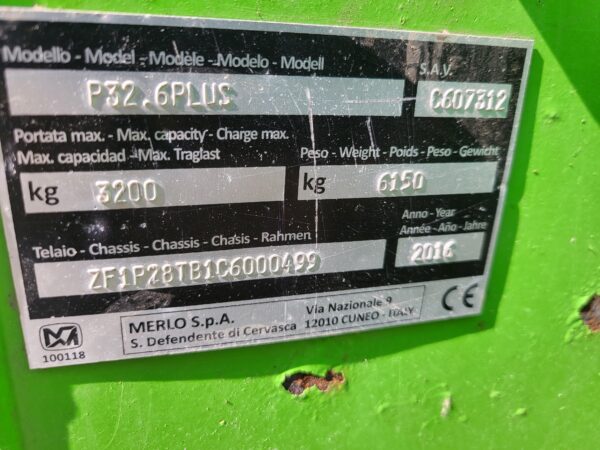 Modello - Model - Modèle - Modelo - Modell
S.A.V.
P32.6PLUS
C607312
Portata max. - Max. capacity - Charge max.
Max. capacidad - Max. Traglast
Peso - Weight - Poids - Peso - Gewicht
kg 3200
kg 6150
Anno - Year
Année - Año - Jahre
Telaio - Chassis - Chassis - Chasis - Rahmen
2016
ZF1P28TB1C6000499
MERLO S.p.A.
S. Defendente di Cervasca
Via Nazionale 9
12010 CUNEO - ITALY
CE
100118